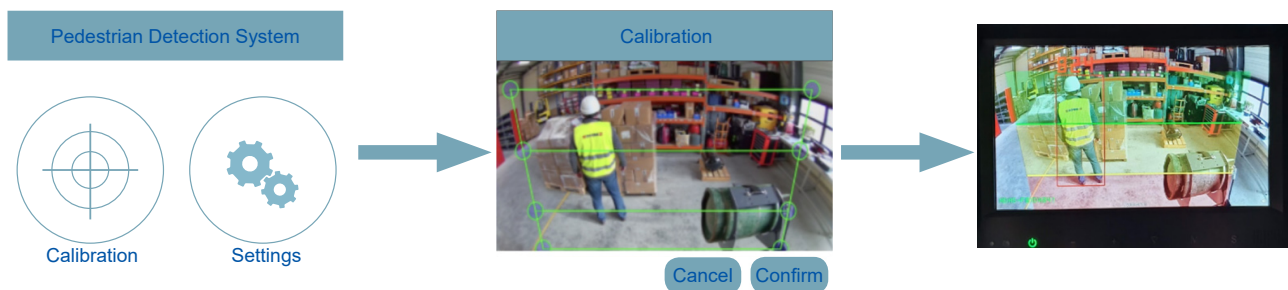 Pedestrian Detection System
Calibration
Settings
Calibration
Cancel
Confirm